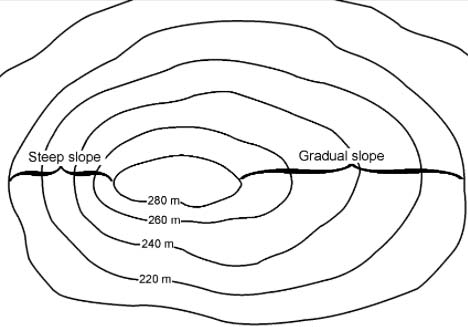 Steep slope
Gradual slope
280 m
260 m
240 m
220 m